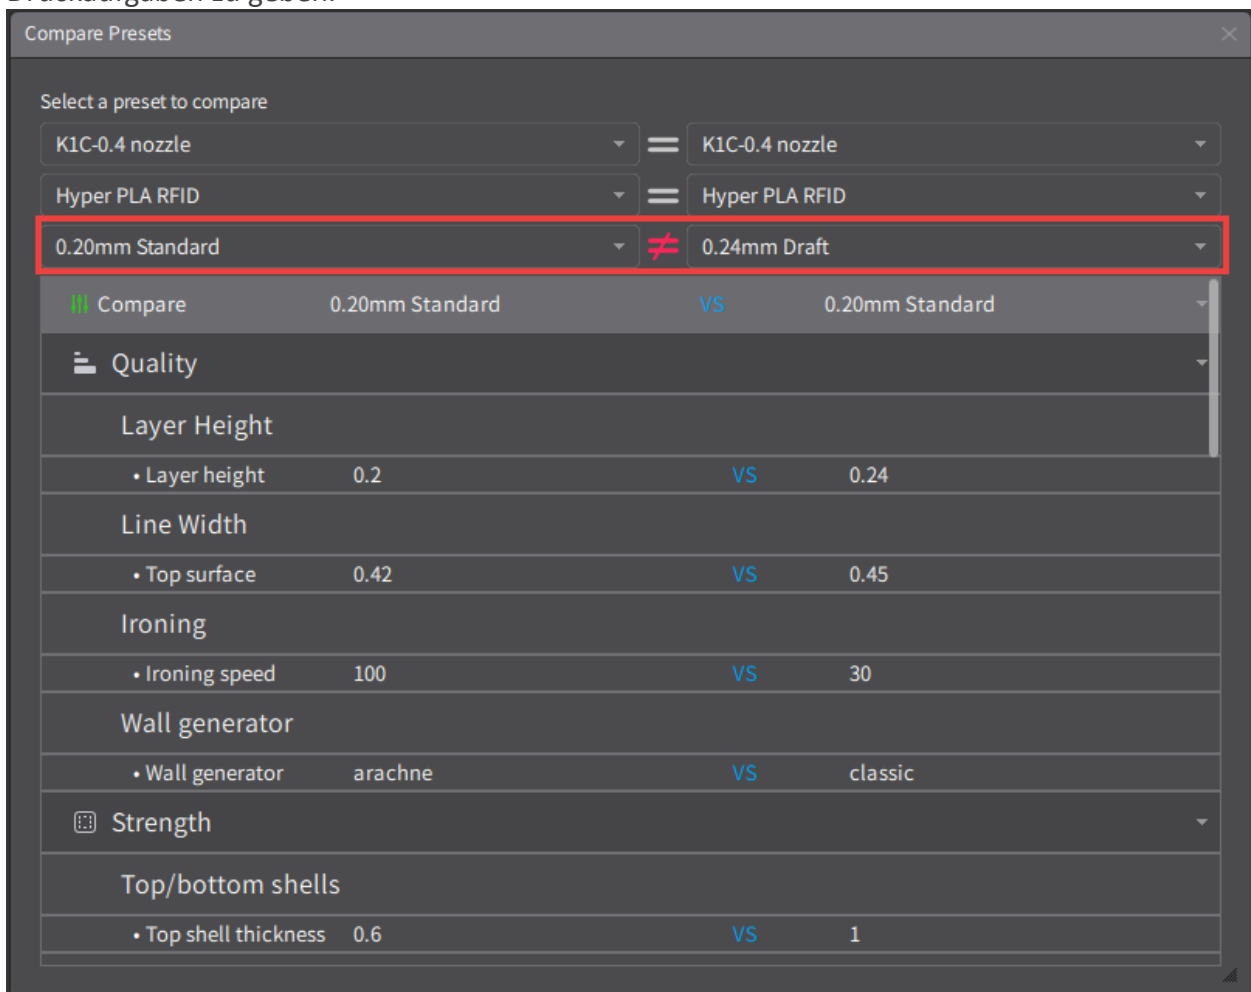 Druckaufgaben zu geben.
Compare Presets
Select a preset to compare
K1C-0.4 nozzle = K1C-0.4 nozzle
Hyper PLA RFID = Hyper PLA RFID
0.20mm Standard ≠ 0.24mm Draft
Compare 0.20mm Standard VS 0.20mm Standard
Quality
Layer Height
• Layer height 0.2 VS 0.24
Line Width
• Top surface 0.42 VS 0.45
Ironing
• Ironing speed 100 VS 30
Wall generator
• Wall generator arachne VS classic
Strength
Top/bottom shells
• Top shell thickness 0.6 VS 1